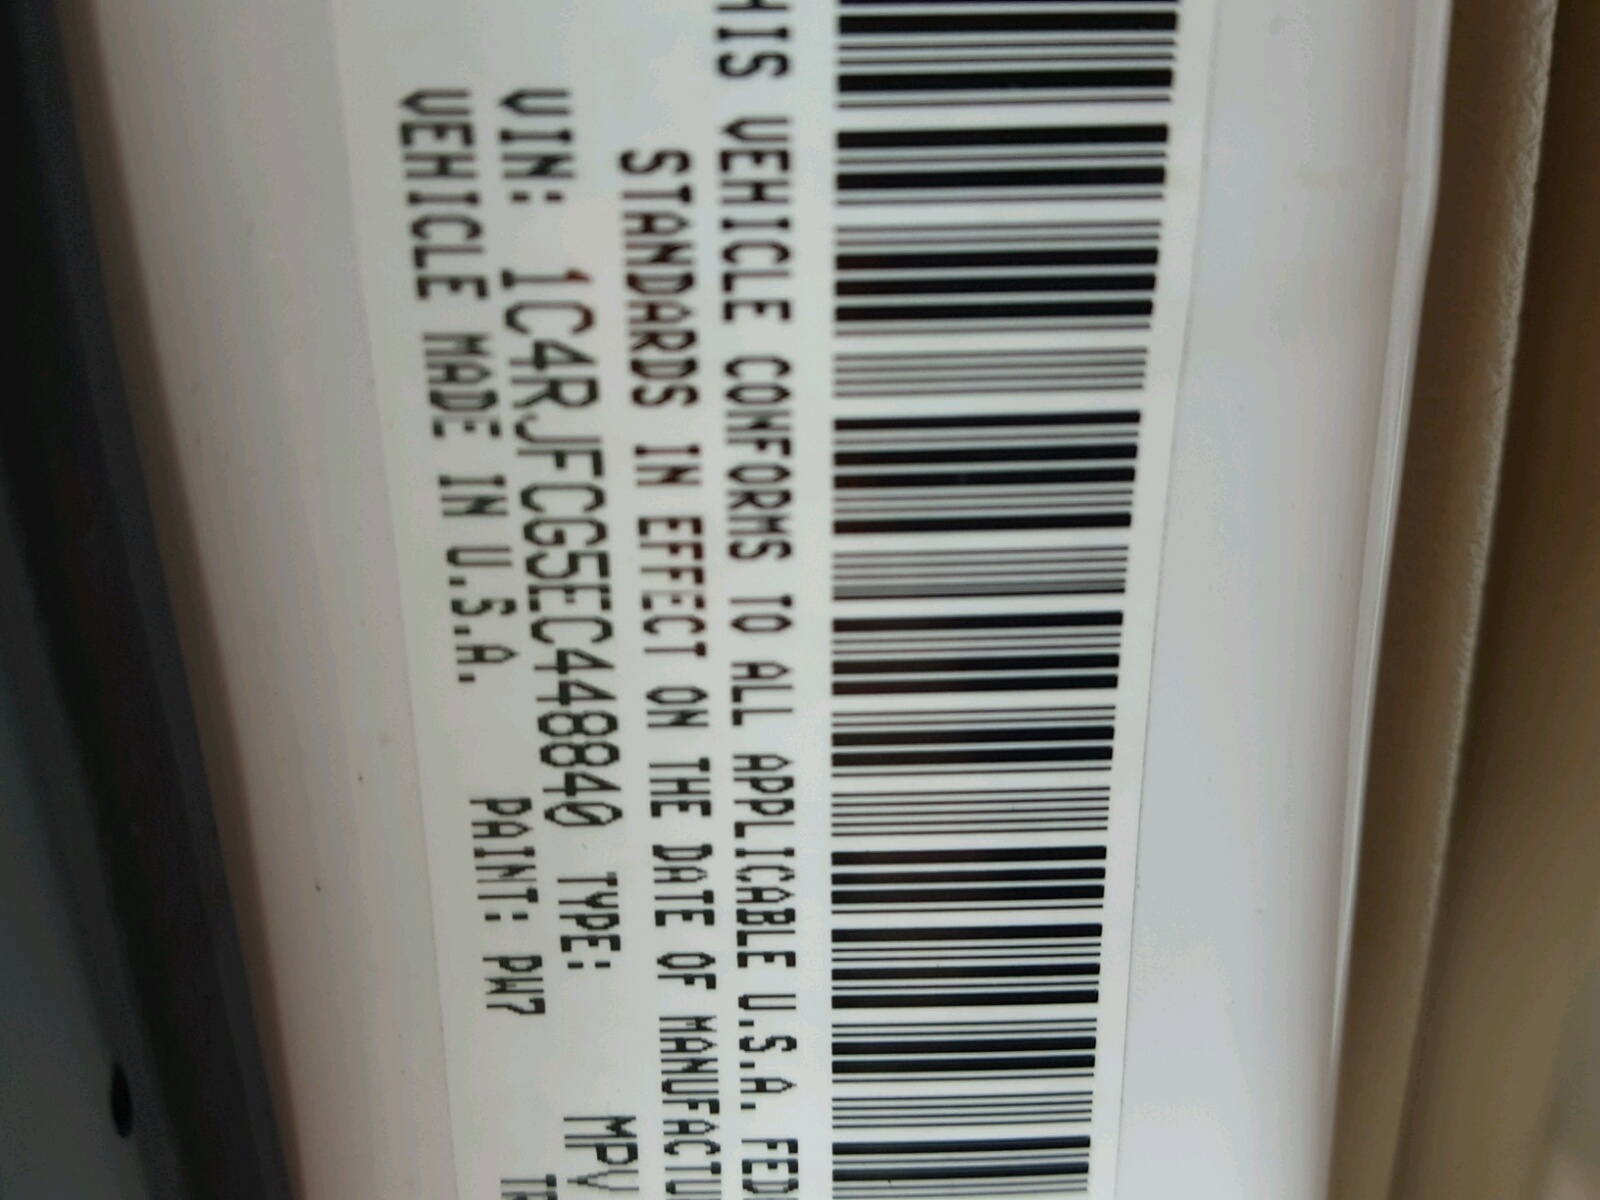 HIS VEHICLE CONFORMS TO ALL APPLICABLE U.S.A. FED
STANDARDS IN EFFECT ON THE DATE OF MANUFACTU
VIN: 1C4RJFCG5EC448840 TYPE: MPV
VEHICLE MADE IN U.S.A. PAINT: PW7 TR